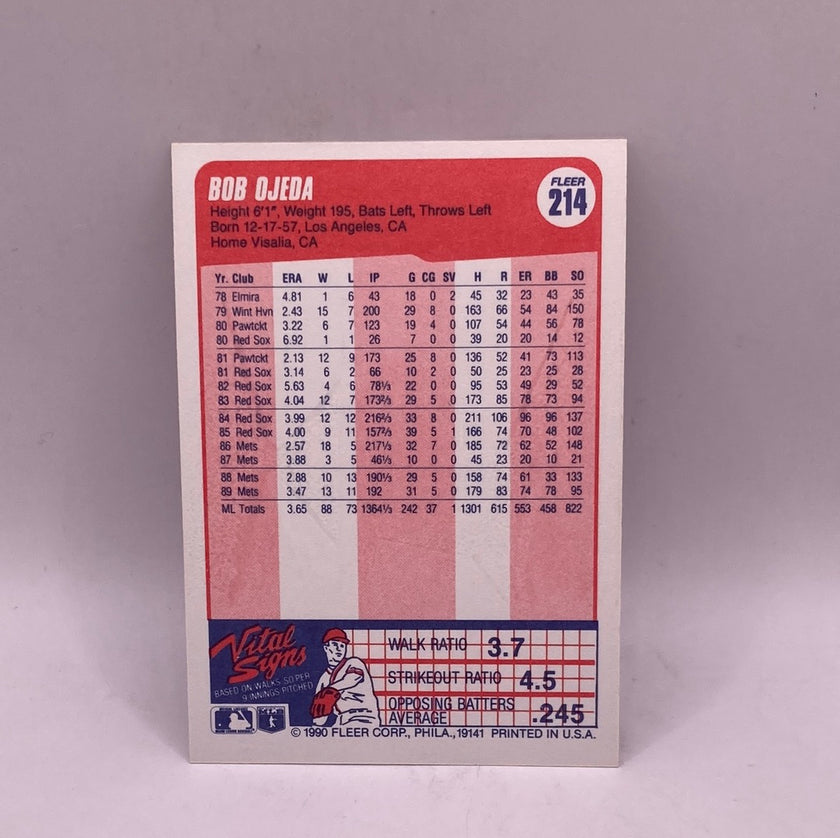 BOB OJEDA
FLEER
214
Height 6'1", Weight 195, Bats Left, Throws Left
Born 12-17-57, Los Angeles, CA
Home Visalia, CA
Yr. Club ERA W L IP G CG SV H R ER BB SO
78 Elmira 4.81 1 6 43 18 0 2 45 32 23 43 35
79 Wint Hvn 2.43 15 7 200 29 8 0 163 66 54 84 150
80 Pawtckt 3.22 6 7 123 19 4 0 107 54 44 56 78
80 Red Sox 6.92 1 1 26 7 0 0 39 20 20 14 12
81 Pawtckt 2.13 12 9 173 25 8 0 136 52 41 73 113
81 Red Sox 3.14 6 2 66 10 2 0 50 25 23 25 28
82 Red Sox 5.63 4 6 78⅓ 22 0 0 95 53 49 29 52
83 Red Sox 4.04 12 7 173⅔ 29 5 0 173 85 78 73 94
84 Red Sox 3.99 12 12 216⅔ 33 8 0 211 106 96 96 137
85 Red Sox 4.00 9 11 157⅔ 39 5 1 166 74 70 48 102
86 Mets 2.57 18 5 217⅓ 32 7 0 185 72 62 52 148
87 Mets 3.88 3 5 46⅓ 10 0 0 45 23 20 10 21
88 Mets 2.88 10 13 190⅓ 29 5 0 158 74 61 33 133
89 Mets 3.47 13 11 192 31 5 0 179 83 74 78 95
ML Totals 3.65 88 73 1364⅓ 242 37 1 1301 615 553 458 822
Vital
Signs
BASED ON WALKS, SO PER
9 INNINGS PITCHED
WALK RATIO 3.7
STRIKEOUT RATIO 4.5
OPPOSING BATTERS
AVERAGE .245
© 1990 FLEER CORP., PHILA., 19141 PRINTED IN U.S.A.